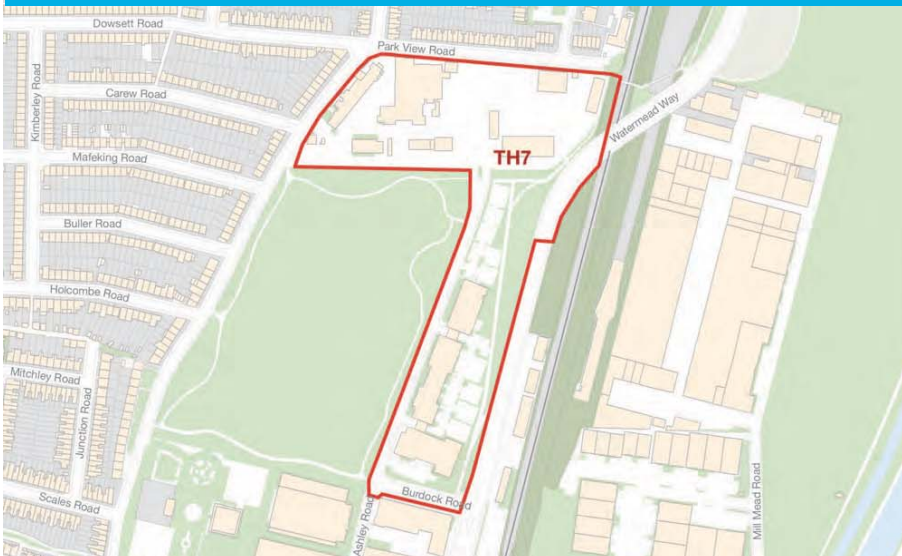 Dowsett Road
Park View Road
Kimberley Road
Carew Road
Watermead Way
Mafeking Road
TH7
Buller Road
Holcombe Road
Mitchley Road
Junction Road
Scales Road
Burdock Road
Ashley Road
Mill Mead Road